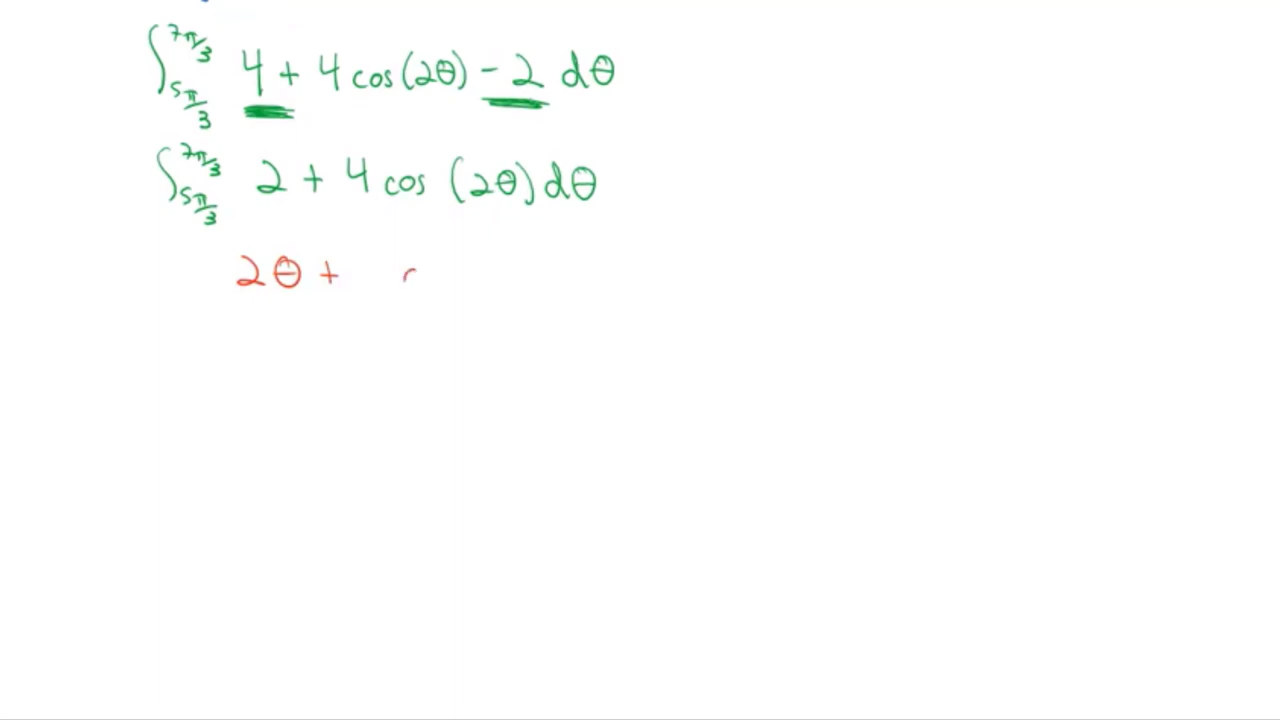 ∫_{5π/3}^{7π/3} 4 + 4 cos(2θ) - 2 dθ
∫_{5π/3}^{7π/3} 2 + 4 cos (2θ) dθ
2θ +